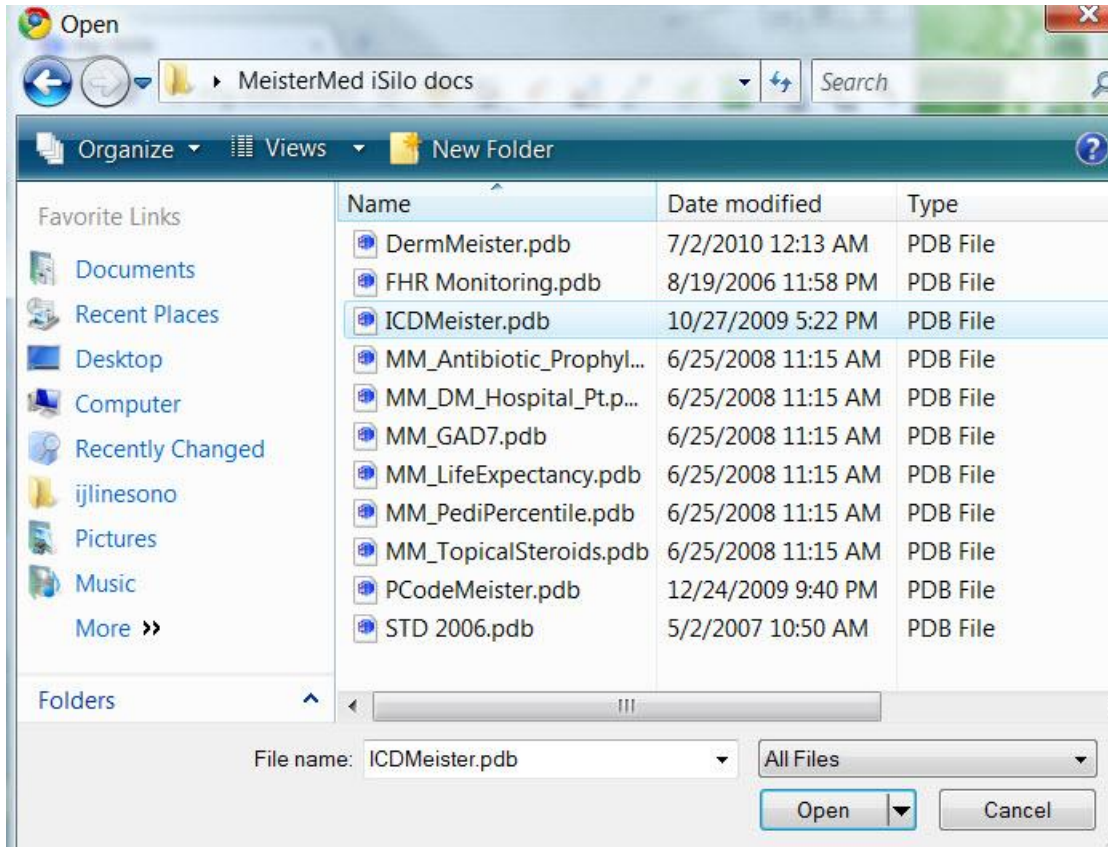 Open
MeisterMed iSilo docs
Search
Organize Views New Folder
Favorite Links
Documents
Recent Places
Desktop
Computer
Recently Changed
ijlinesono
Pictures
Music
More
Folders
Name Date modified Type
DermMeister.pdb 7/2/2010 12:13 AM PDB File
FHR Monitoring.pdb 8/19/2006 11:58 PM PDB File
ICDMeister.pdb 10/27/2009 5:22 PM PDB File
MM_Antibiotic_Prophyl... 6/25/2008 11:15 AM PDB File
MM_DM_Hospital_Pt.p... 6/25/2008 11:15 AM PDB File
MM_GAD7.pdb 6/25/2008 11:15 AM PDB File
MM_LifeExpectancy.pdb 6/25/2008 11:15 AM PDB File
MM_PediPercentile.pdb 6/25/2008 11:15 AM PDB File
MM_TopicalSteroids.pdb 6/25/2008 11:15 AM PDB File
PCodeMeister.pdb 12/24/2009 9:40 PM PDB File
STD 2006.pdb 5/2/2007 10:50 AM PDB File
File name: ICDMeister.pdb All Files
Open Cancel